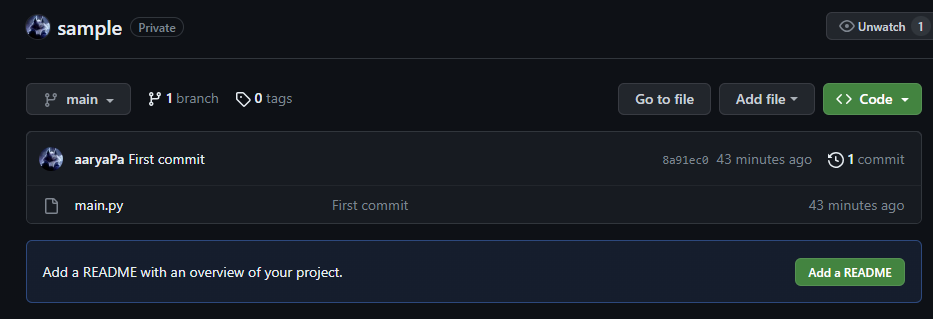 sample Private Unwatch 1
main 1 branch 0 tags Go to file Add file Code
aaryaPa First commit 8a91ec0 43 minutes ago 1 commit
main.py First commit 43 minutes ago
Add a README with an overview of your project. Add a README